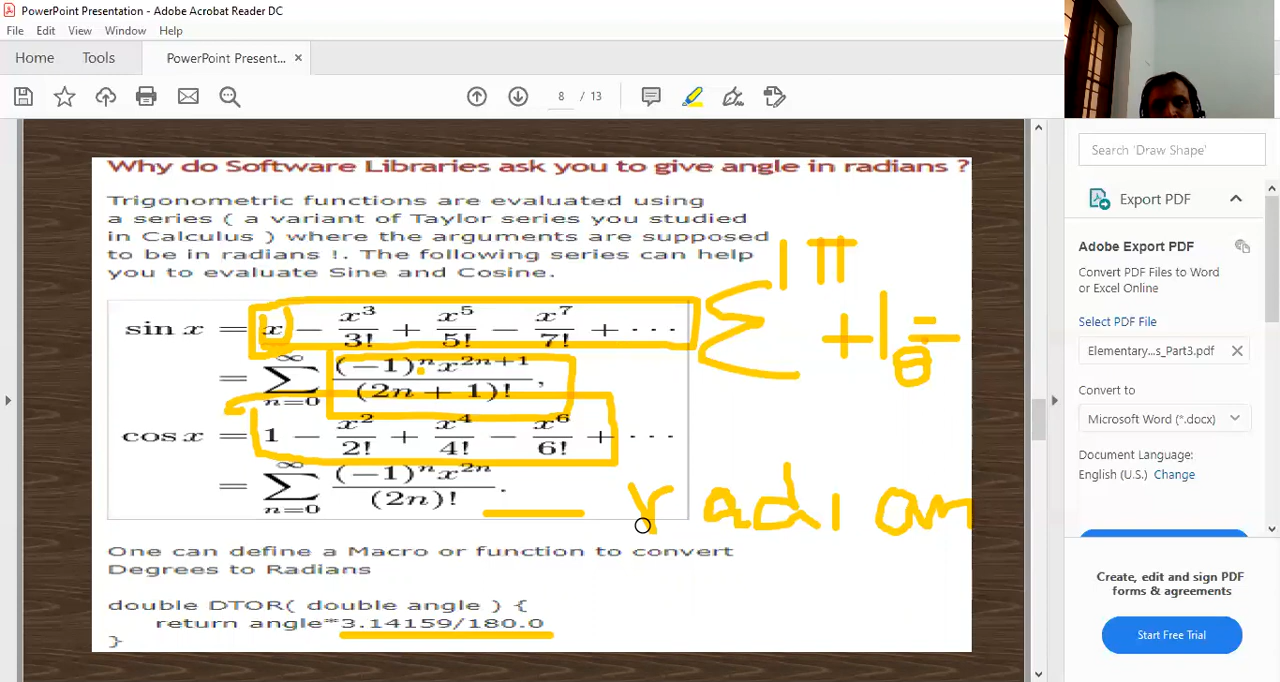 PowerPoint Presentation - Adobe Acrobat Reader DC
File Edit View Window Help
Home Tools PowerPoint Present... ×
8 / 13
Search 'Draw Shape'
Export PDF
Adobe Export PDF
Convert PDF Files to Word
or Excel Online
Select PDF File
Elementary...s_Part3.pdf
Convert to
Microsoft Word (*.docx)
Document Language:
English (U.S.) Change
Create, edit and sign PDF
forms & agreements
Start Free Trial
Why do Software Libraries ask you to give angle in radians ?
Trigonometric functions are evaluated using
a series ( a variant of Taylor series you studied
in Calculus ) where the arguments are supposed
to be in radians !. The following series can help
you to evaluate Sine and Cosine.
sin x = x − x³/3! + x⁵/5! − x⁷/7! + ···
= ∑ n=0 ∞ (−1)ⁿx²ⁿ⁺¹/(2n + 1)!,
cos x = 1 − x²/2! + x⁴/4! − x⁶/6! + ···
= ∑ n=0 ∞ (−1)ⁿx²ⁿ/(2n)!.
radian
One can define a Macro or function to convert
Degrees to Radians
double DTOR( double angle ) {
return angle*3.14159/180.0
}